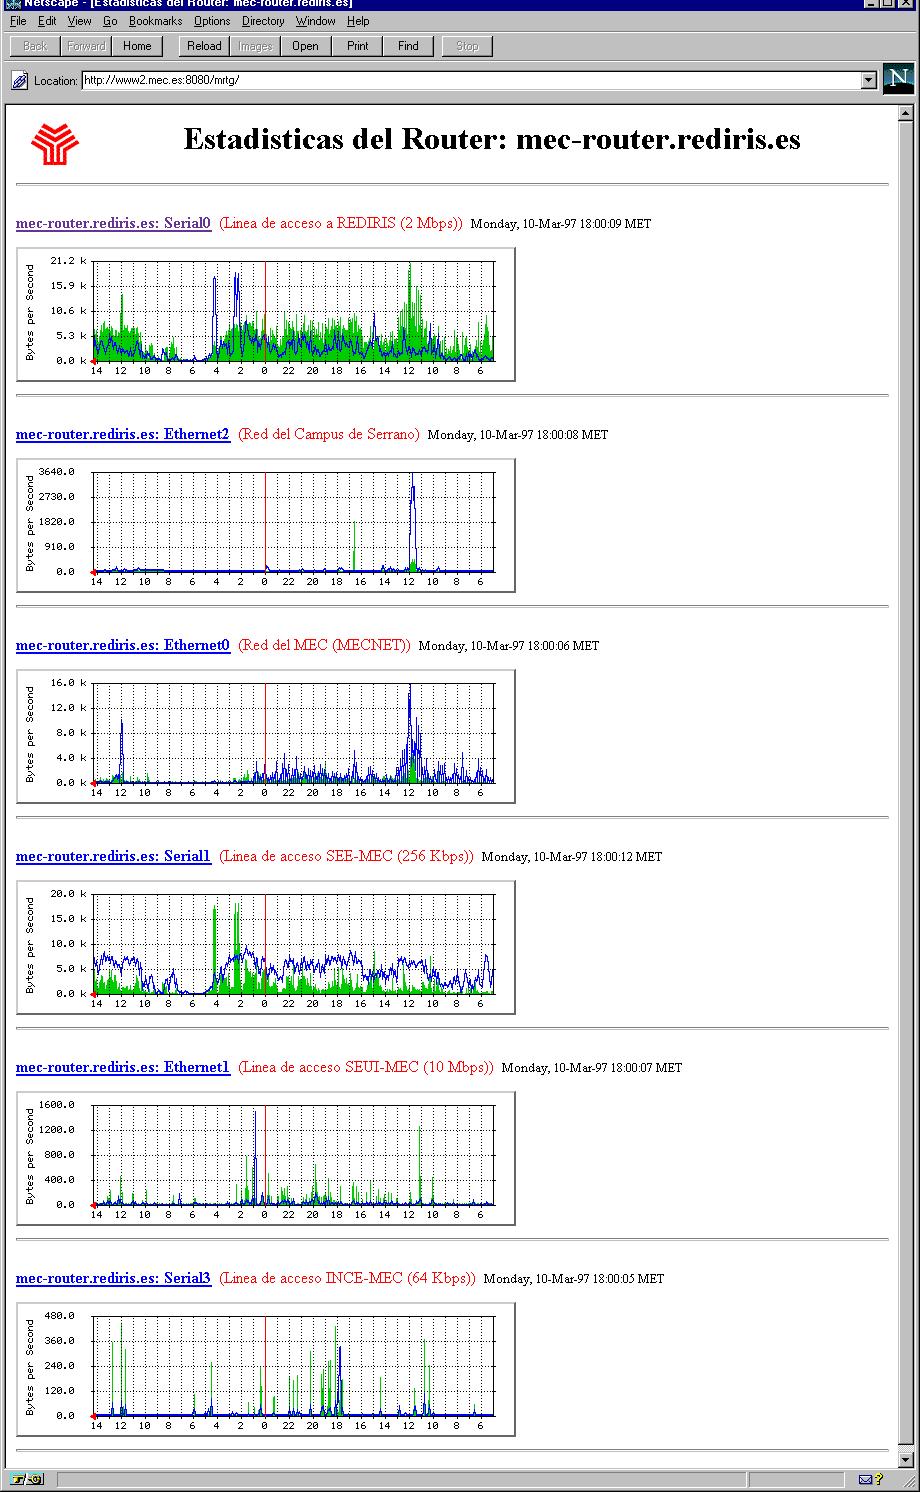 Netscape - [Estadisticas del Router: mec-router.rediris.es]
File Edit View Go Bookmarks Options Directory Window Help
Back Forward Home Reload Images Open Print Find Stop
Location: http://www2.mec.es:8080/mrtg/
N
Estadisticas del Router: mec-router.rediris.es
mec-router.rediris.es: Serial0 (Linea de acceso a REDIRIS (2 Mbps)) Monday, 10-Mar-97 18:00:09 MET
Bytes per Second
21.2 k
15.9 k
10.6 k
5.3 k
0.0 k
14 12 10 8 6 4 2 0 22 20 18 16 14 12 10 8 6
mec-router.rediris.es: Ethernet2 (Red del Campus de Serrano) Monday, 10-Mar-97 18:00:08 MET
Bytes per Second
3640.0
2730.0
1820.0
910.0
0.0
14 12 10 8 6 4 2 0 22 20 18 16 14 12 10 8 6
mec-router.rediris.es: Ethernet0 (Red del MEC (MECNET)) Monday, 10-Mar-97 18:00:06 MET
Bytes per Second
16.0 k
12.0 k
8.0 k
4.0 k
0.0 k
14 12 10 8 6 4 2 0 22 20 18 16 14 12 10 8 6
mec-router.rediris.es: Serial1 (Linea de acceso SEE-MEC (256 Kbps)) Monday, 10-Mar-97 18:00:12 MET
Bytes per Second
20.0 k
15.0 k
10.0 k
5.0 k
0.0 k
14 12 10 8 6 4 2 0 22 20 18 16 14 12 10 8 6
mec-router.rediris.es: Ethernet1 (Linea de acceso SEUI-MEC (10 Mbps)) Monday, 10-Mar-97 18:00:07 MET
Bytes per Second
1600.0
1200.0
800.0
400.0
0.0
14 12 10 8 6 4 2 0 22 20 18 16 14 12 10 8 6
mec-router.rediris.es: Serial3 (Linea de acceso INCE-MEC (64 Kbps)) Monday, 10-Mar-97 18:00:05 MET
Bytes per Second
480.0
360.0
240.0
120.0
0.0
14 12 10 8 6 4 2 0 22 20 18 16 14 12 10 8 6
?